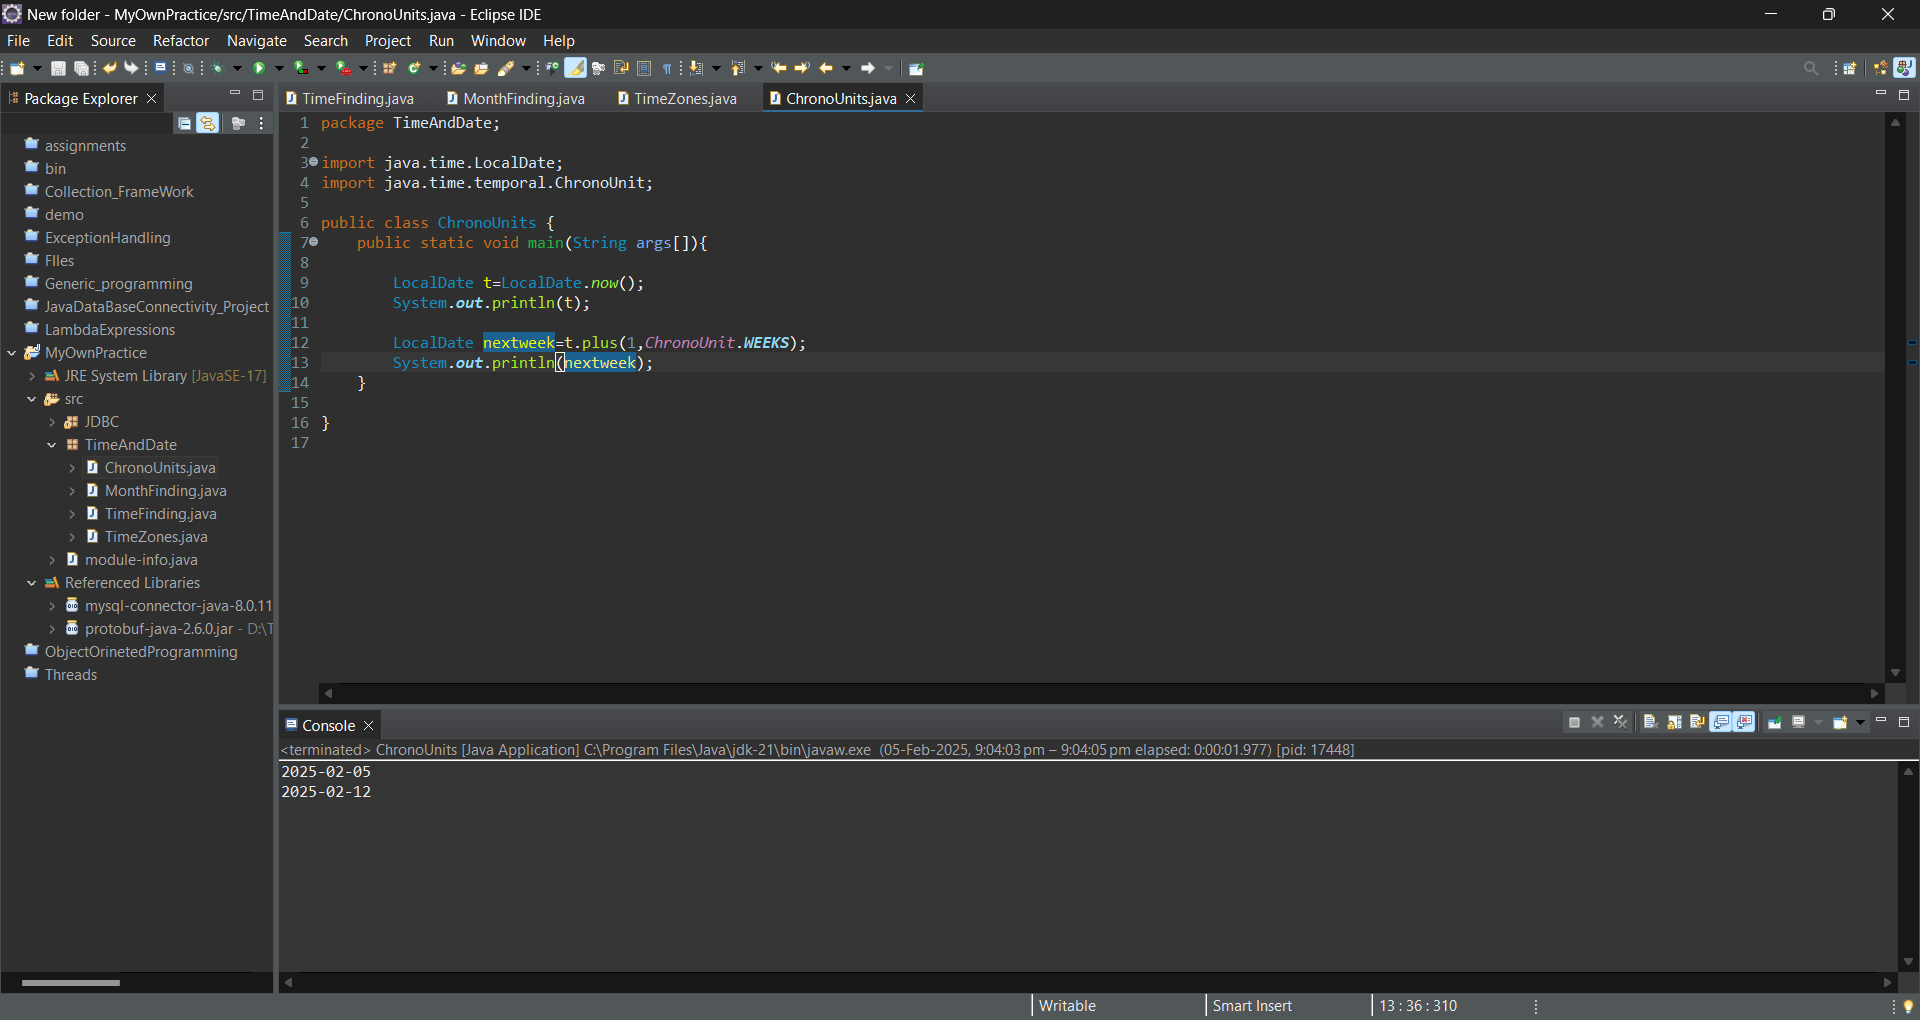 New folder - MyOwnPractice/src/TimeAndDate/ChronoUnits.java - Eclipse IDE
File Edit Source Refactor Navigate Search Project Run Window Help
Package Explorer
assignments
bin
Collection_FrameWork
demo
ExceptionHandling
FIles
Generic_programming
JavaDataBaseConnectivity_Project
LambdaExpressions
MyOwnPractice
JRE System Library [JavaSE-17]
src
JDBC
TimeAndDate
ChronoUnits.java
MonthFinding.java
TimeFinding.java
TimeZones.java
module-info.java
Referenced Libraries
mysql-connector-java-8.0.11
protobuf-java-2.6.0.jar - D:\T
ObjectOrinetedProgramming
Threads
TimeFinding.java MonthFinding.java TimeZones.java ChronoUnits.java
1 package TimeAndDate;
2
3 import java.time.LocalDate;
4 import java.time.temporal.ChronoUnit;
5
6 public class ChronoUnits {
7 public static void main(String args[]){
8
9 LocalDate t=LocalDate.now();
10 System.out.println(t);
11
12 LocalDate nextweek=t.plus(1,ChronoUnit.WEEKS);
13 System.out.println(nextweek);
14 }
15
16 }
17
Console
<terminated> ChronoUnits [Java Application] C:\Program Files\Java\jdk-21\bin\javaw.exe (05-Feb-2025, 9:04:03 pm – 9:04:05 pm elapsed: 0:00:01.977) [pid: 17448]
2025-02-05
2025-02-12
Writable Smart Insert 13 : 36 : 310